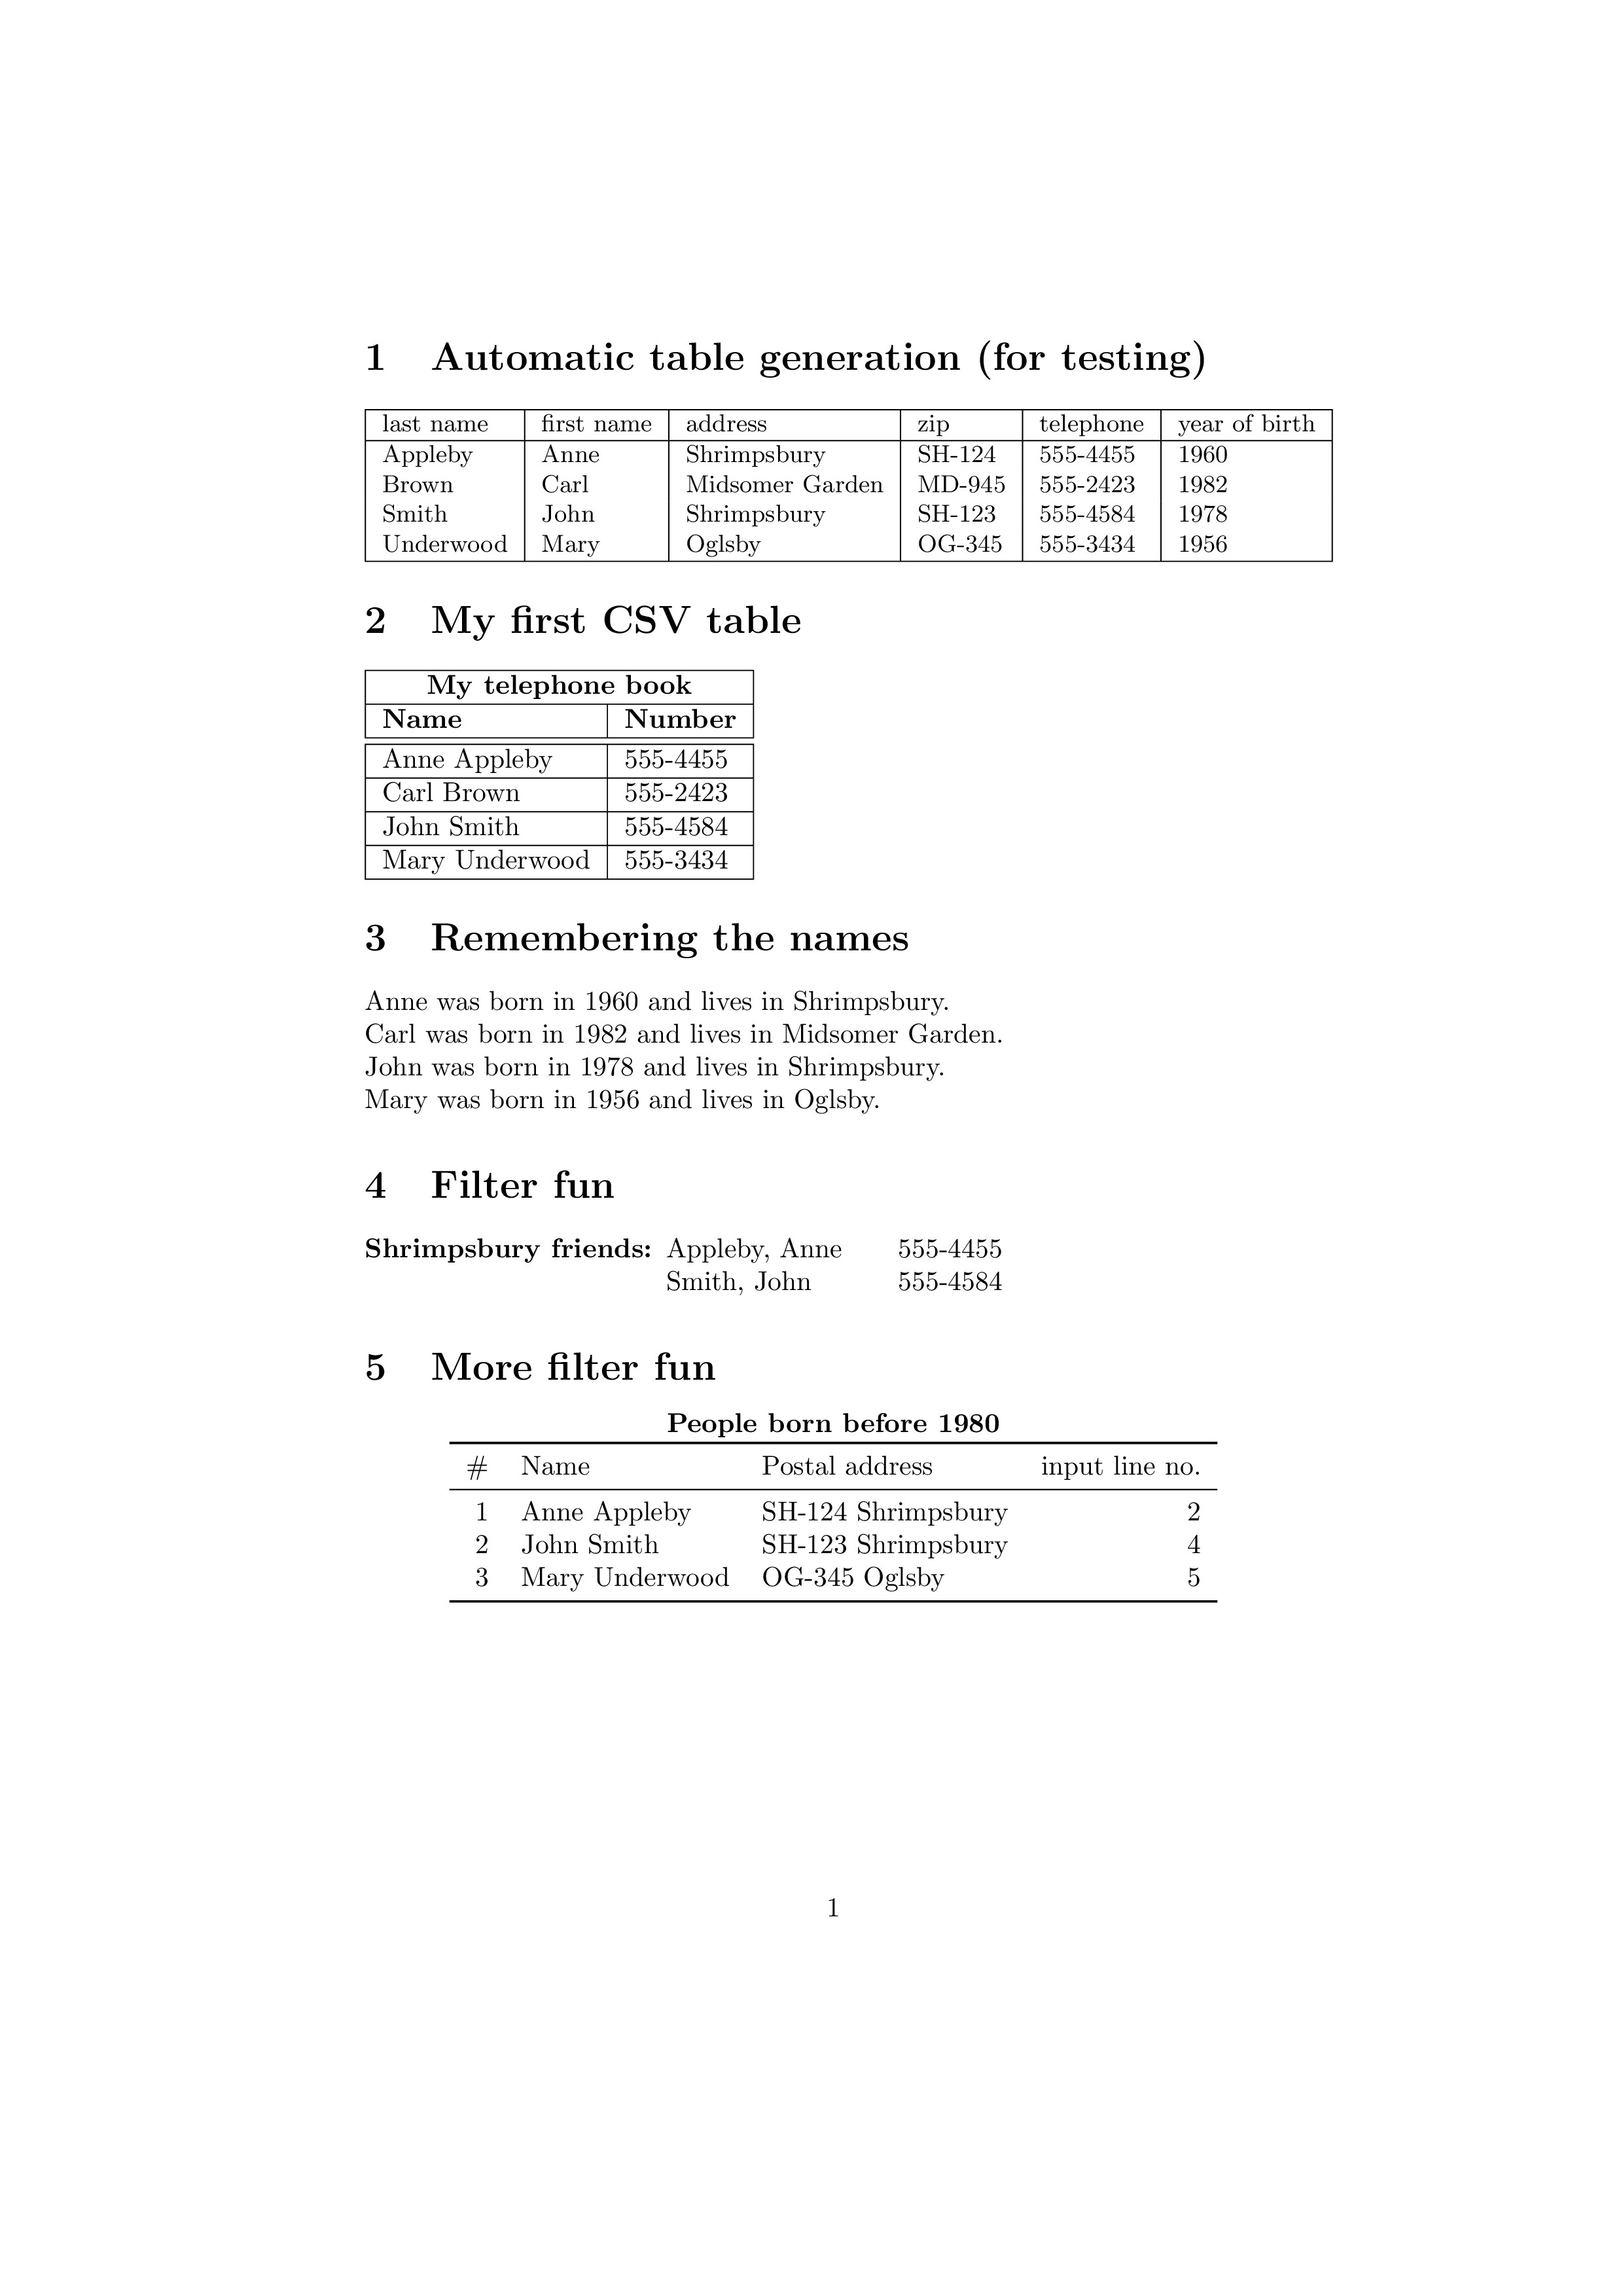 1 Automatic table generation (for testing)
last name first name address zip telephone year of birth
Appleby Anne Shrimpsbury SH-124 555-4455 1960
Brown Carl Midsomer Garden MD-945 555-2423 1982
Smith John Shrimpsbury SH-123 555-4584 1978
Underwood Mary Oglsby OG-345 555-3434 1956
2 My first CSV table
My telephone book
Name Number
Anne Appleby 555-4455
Carl Brown 555-2423
John Smith 555-4584
Mary Underwood 555-3434
3 Remembering the names
Anne was born in 1960 and lives in Shrimpsbury.
Carl was born in 1982 and lives in Midsomer Garden.
John was born in 1978 and lives in Shrimpsbury.
Mary was born in 1956 and lives in Oglsby.
4 Filter fun
Shrimpsbury friends: Appleby, Anne 555-4455
Smith, John 555-4584
5 More filter fun
People born before 1980
# Name Postal address input line no.
1 Anne Appleby SH-124 Shrimpsbury 2
2 John Smith SH-123 Shrimpsbury 4
3 Mary Underwood OG-345 Oglsby 5
1